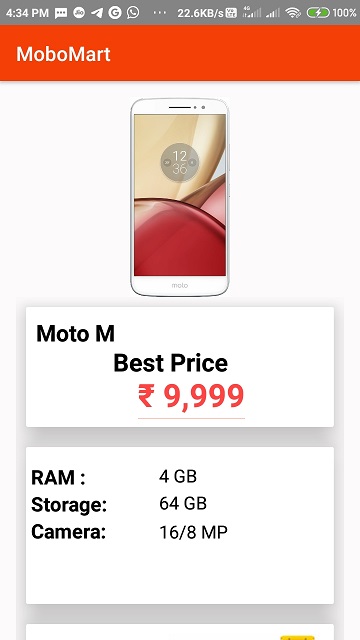 4:34 PM ... 22.6KB/s VoLTE 4G 100%
MoboMart
12
36
moto
Moto M
Best Price
₹ 9,999
RAM : 4 GB
Storage: 64 GB
Camera: 16/8 MP